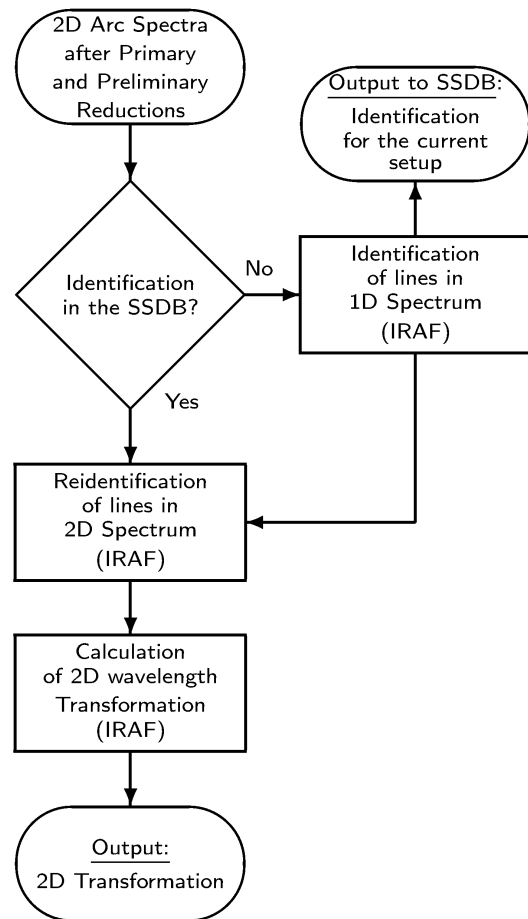 2D Arc Spectra
after Primary
and Preliminary
Reductions
Output to SSDB:
Identification
for the current
setup
Identification
in the SSDB?
No
Identification
of lines in
1D Spectrum
(IRAF)
Yes
Reidentification
of lines in
2D Spectrum
(IRAF)
Calculation
of 2D wavelength
Transformation
(IRAF)
Output:
2D Transformation